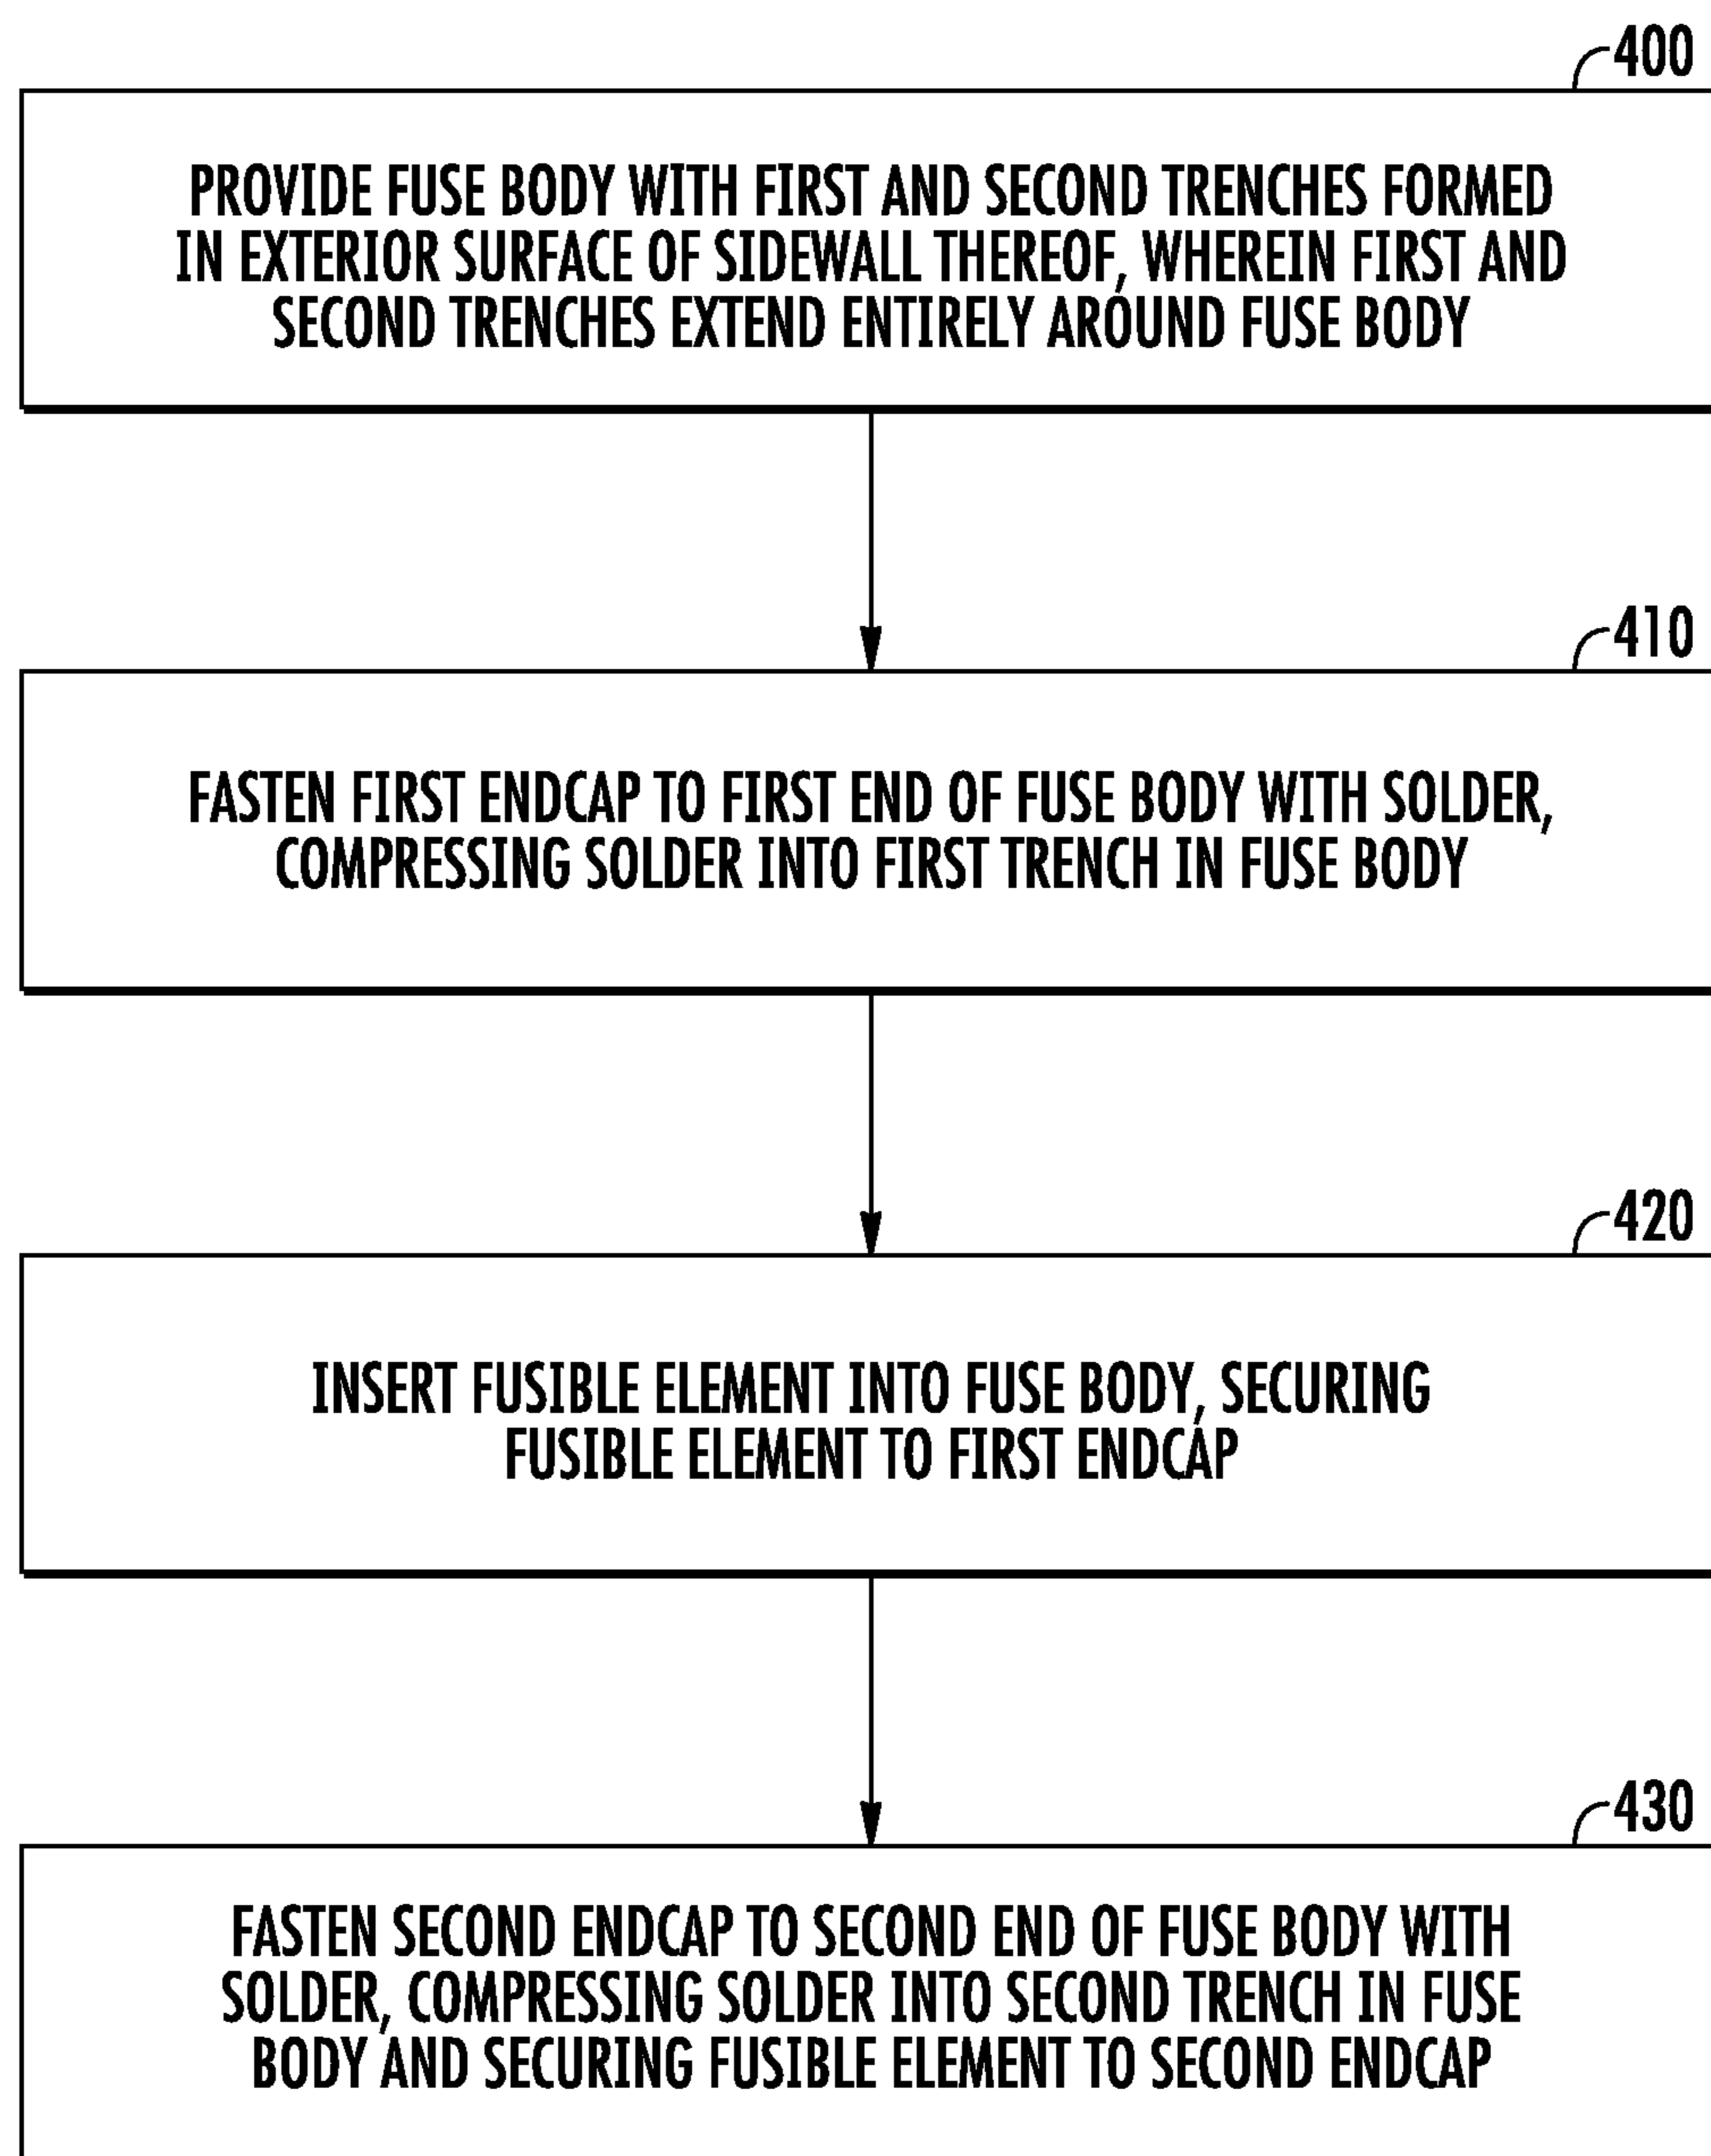 400
PROVIDE FUSE BODY WITH FIRST AND SECOND TRENCHES FORMED
IN EXTERIOR SURFACE OF SIDEWALL THEREOF, WHEREIN FIRST AND
SECOND TRENCHES EXTEND ENTIRELY AROUND FUSE BODY
410
FASTEN FIRST ENDCAP TO FIRST END OF FUSE BODY WITH SOLDER,
COMPRESSING SOLDER INTO FIRST TRENCH IN FUSE BODY
420
INSERT FUSIBLE ELEMENT INTO FUSE BODY, SECURING
FUSIBLE ELEMENT TO FIRST ENDCAP
430
FASTEN SECOND ENDCAP TO SECOND END OF FUSE BODY WITH
SOLDER, COMPRESSING SOLDER INTO SECOND TRENCH IN FUSE
BODY AND SECURING FUSIBLE ELEMENT TO SECOND ENDCAP